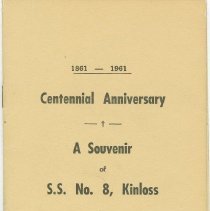 1861 — 1961
Centennial Anniversary
A Souvenir
of
S.S. No. 8, Kinloss